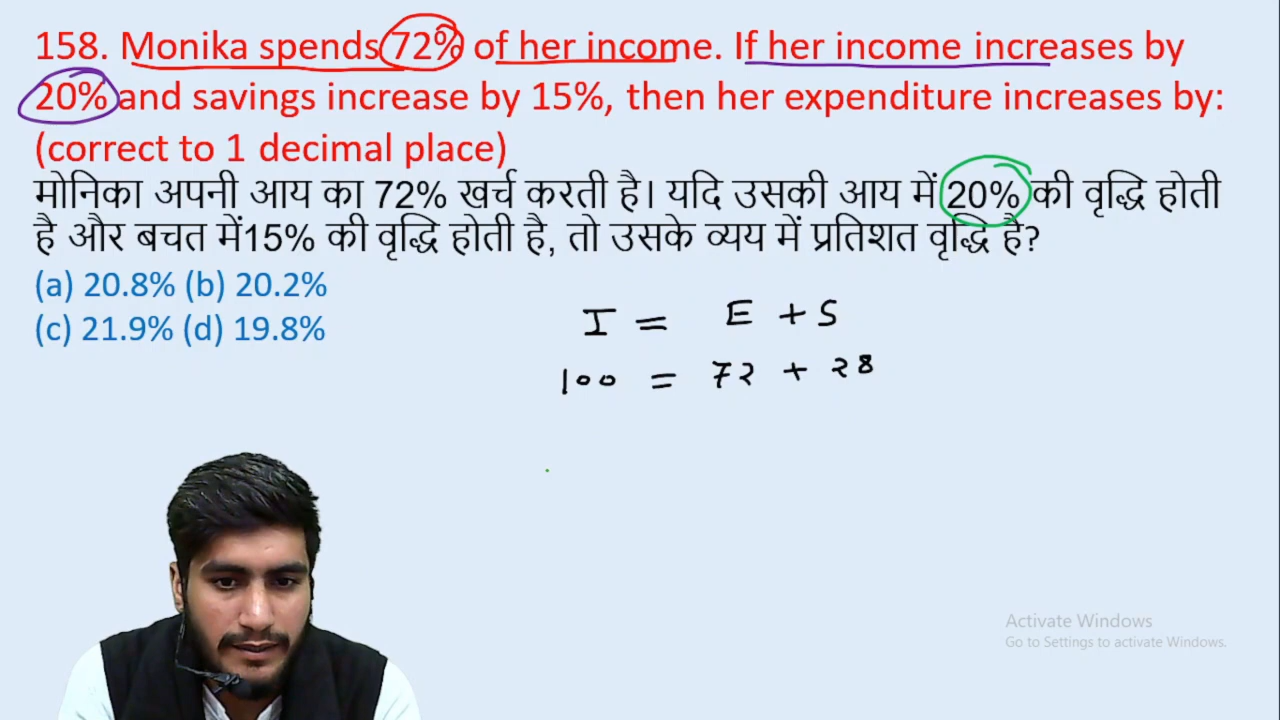 158. Monika spends 72% of her income. If her income increases by
20% and savings increase by 15%, then her expenditure increases by:
(correct to 1 decimal place)
मोनिका अपनी आय का 72% खर्च करती है। यदि उसकी आय में 20% की वृद्धि होती
है और बचत में15% की वृद्धि होती है, तो उसके व्यय में प्रतिशत वृद्धि है?
(a) 20.8% (b) 20.2%
(c) 21.9% (d) 19.8%
I = E + S
100 = 72 + 28
Activate Windows
Go to Settings to activate Windows.